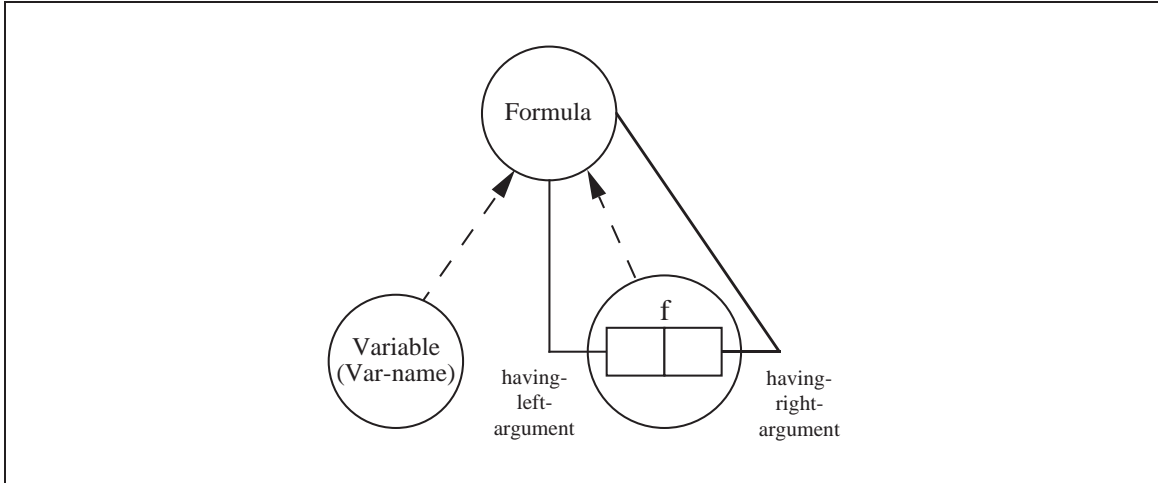 Formula
f
Variable
(Var-name)
having-
left-
argument
having-
right-
argument